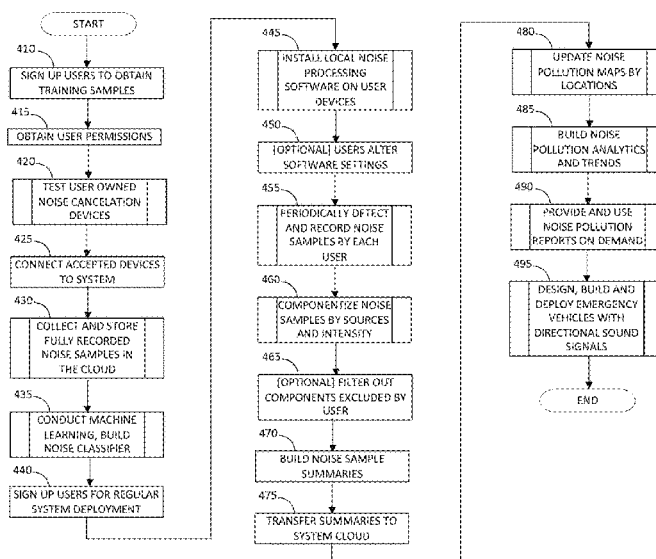 START
410
SIGN UP USERS TO OBTAIN
TRAINING SAMPLES
415
OBTAIN USER PERMISSIONS
420
TEST USER OWNED
NOISE CANCELATION
DEVICES
425
CONNECT ACCEPTED DEVICES
TO SYSTEM
430
COLLECT AND STORE
FULLY RECORDED
NOISE SAMPLES IN
THE CLOUD
435
CONDUCT MACHINE
LEARNING, BUILD
NOISE CLASSIFIER
440
SIGN UP USERS FOR REGULAR
SYSTEM DEPLOYMENT
445
INSTALL LOCAL NOISE
PROCESSING
SOFTWARE ON USER
DEVICES
450
[OPTIONAL] USERS ALTER
SOFTWARE SETTINGS
455
PERIODICALLY DETECT
AND RECORD NOISE
SAMPLES BY EACH
USER
460
COMPONENTIZE NOISE
SAMPLES BY SOURCES
AND INTENSITY
465
[OPTIONAL] FILTER OUT
COMPONENTS EXCLUDED BY
USER
470
BUILD NOISE SAMPLE
SUMMARIES
475
TRANSFER SUMMARIES TO
SYSTEM CLOUD
480
UPDATE NOISE
POLLUTION MAPS BY
LOCATIONS
485
BUILD NOISE
POLLUTION ANALYTICS
AND TRENDS
490
PROVIDE AND USE
NOISE POLLUTION
REPORTS ON DEMAND
495
DESIGN, BUILD AND
DEPLOY EMERGENCY
VEHICLES WITH
DIRECTIONAL SOUND
SIGNALS
END